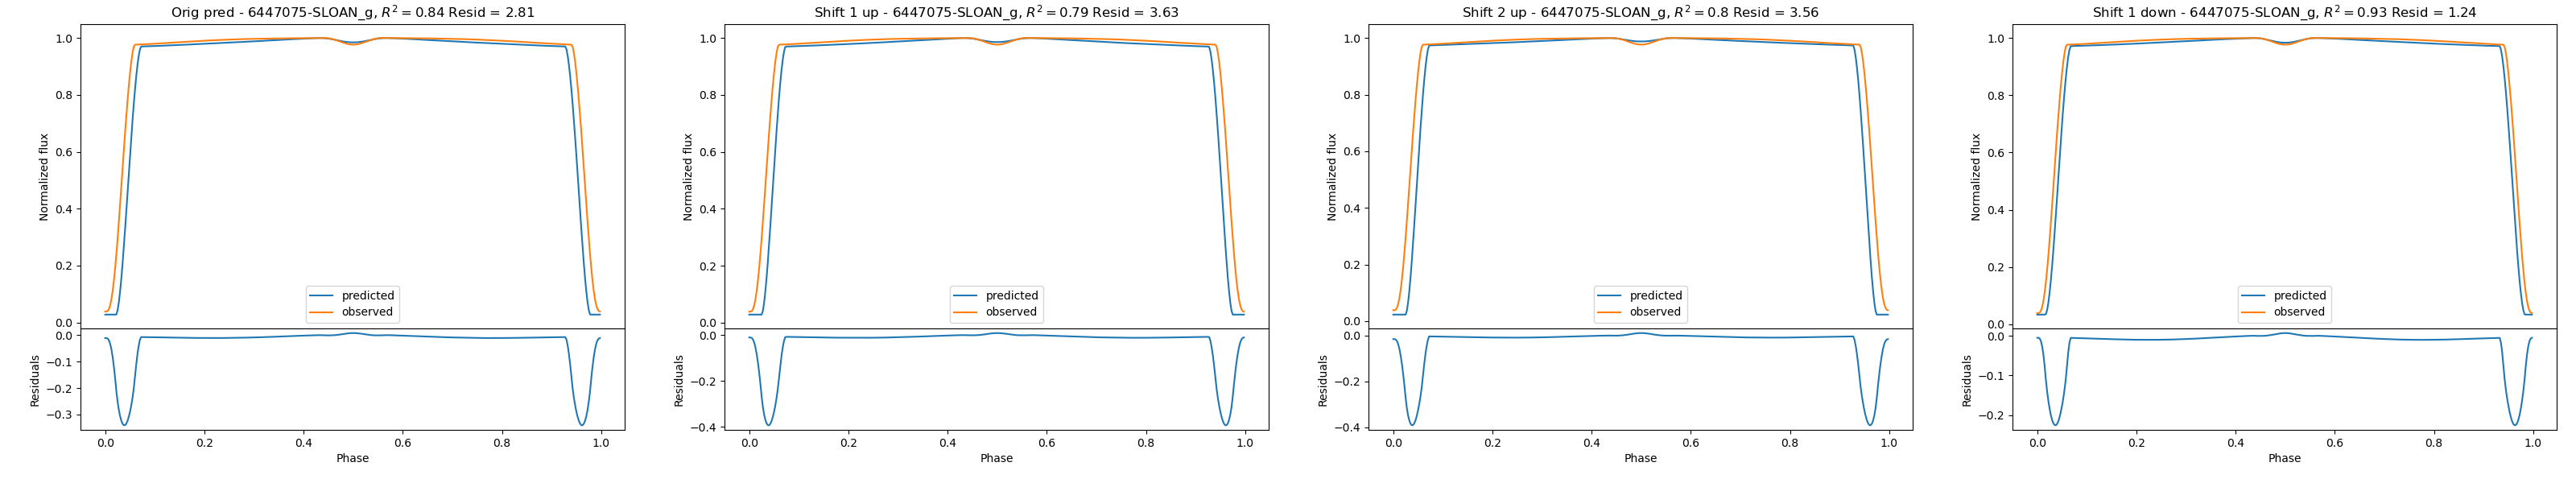 Orig pred - 6447075-SLOAN_g, R² = 0.84 Resid = 2.81
1.0
0.8
0.6
0.4
0.2
0.0
Normalized flux
predicted
observed
0.0
−0.1
−0.2
−0.3
Residuals
0.0 0.2 0.4 0.6 0.8 1.0
Phase
Shift 1 up - 6447075-SLOAN_g, R² = 0.79 Resid = 3.63
1.0
0.8
0.6
0.4
0.2
0.0
Normalized flux
predicted
observed
0.0
−0.2
−0.4
Residuals
0.0 0.2 0.4 0.6 0.8 1.0
Phase
Shift 2 up - 6447075-SLOAN_g, R² = 0.8 Resid = 3.56
1.0
0.8
0.6
0.4
0.2
0.0
Normalized flux
predicted
observed
0.0
−0.2
−0.4
Residuals
0.0 0.2 0.4 0.6 0.8 1.0
Phase
Shift 1 down - 6447075-SLOAN_g, R² = 0.93 Resid = 1.24
1.0
0.8
0.6
0.4
0.2
0.0
Normalized flux
predicted
observed
0.0
−0.1
−0.2
Residuals
0.0 0.2 0.4 0.6 0.8 1.0
Phase